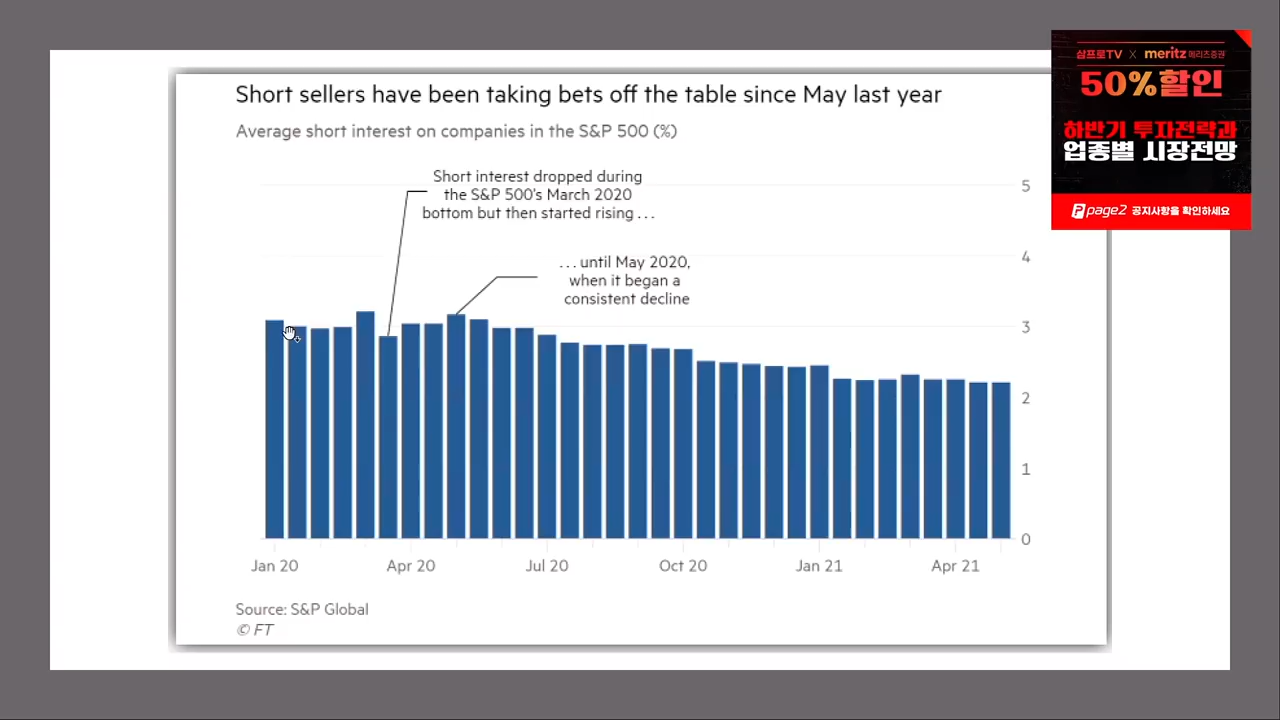 Short sellers have been taking bets off the table since May last year
Average short interest on companies in the S&P 500 (%)
Short interest dropped during
the S&P 500's March 2020
bottom but then started rising ...
... until May 2020,
when it began a
consistent decline
5
4
3
2
1
0
Jan 20
Apr 20
Jul 20
Oct 20
Jan 21
Apr 21
Source: S&P Global
© FT
삼프로TV X meritz 메리츠증권
50%할인
하반기 투자전략과
업종별 시장전망
page2 공지사항을 확인하세요